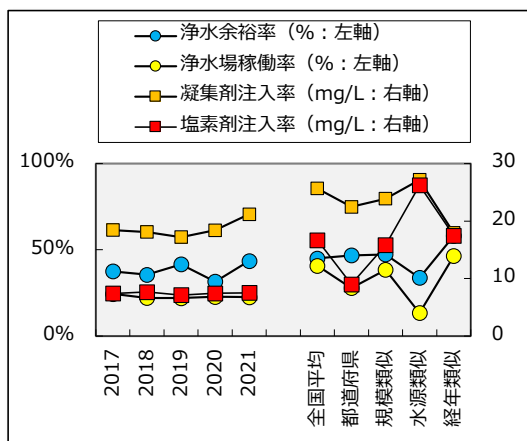 浄水余裕率（%：左軸）
浄水場稼働率（%：左軸）
凝集剤注入率（mg/L：右軸）
塩素剤注入率（mg/L：右軸）
100%
50%
0%
30
20
10
0
2017
2018
2019
2020
2021
全国平均
都道府県
規模類似
水源類似
経年類似